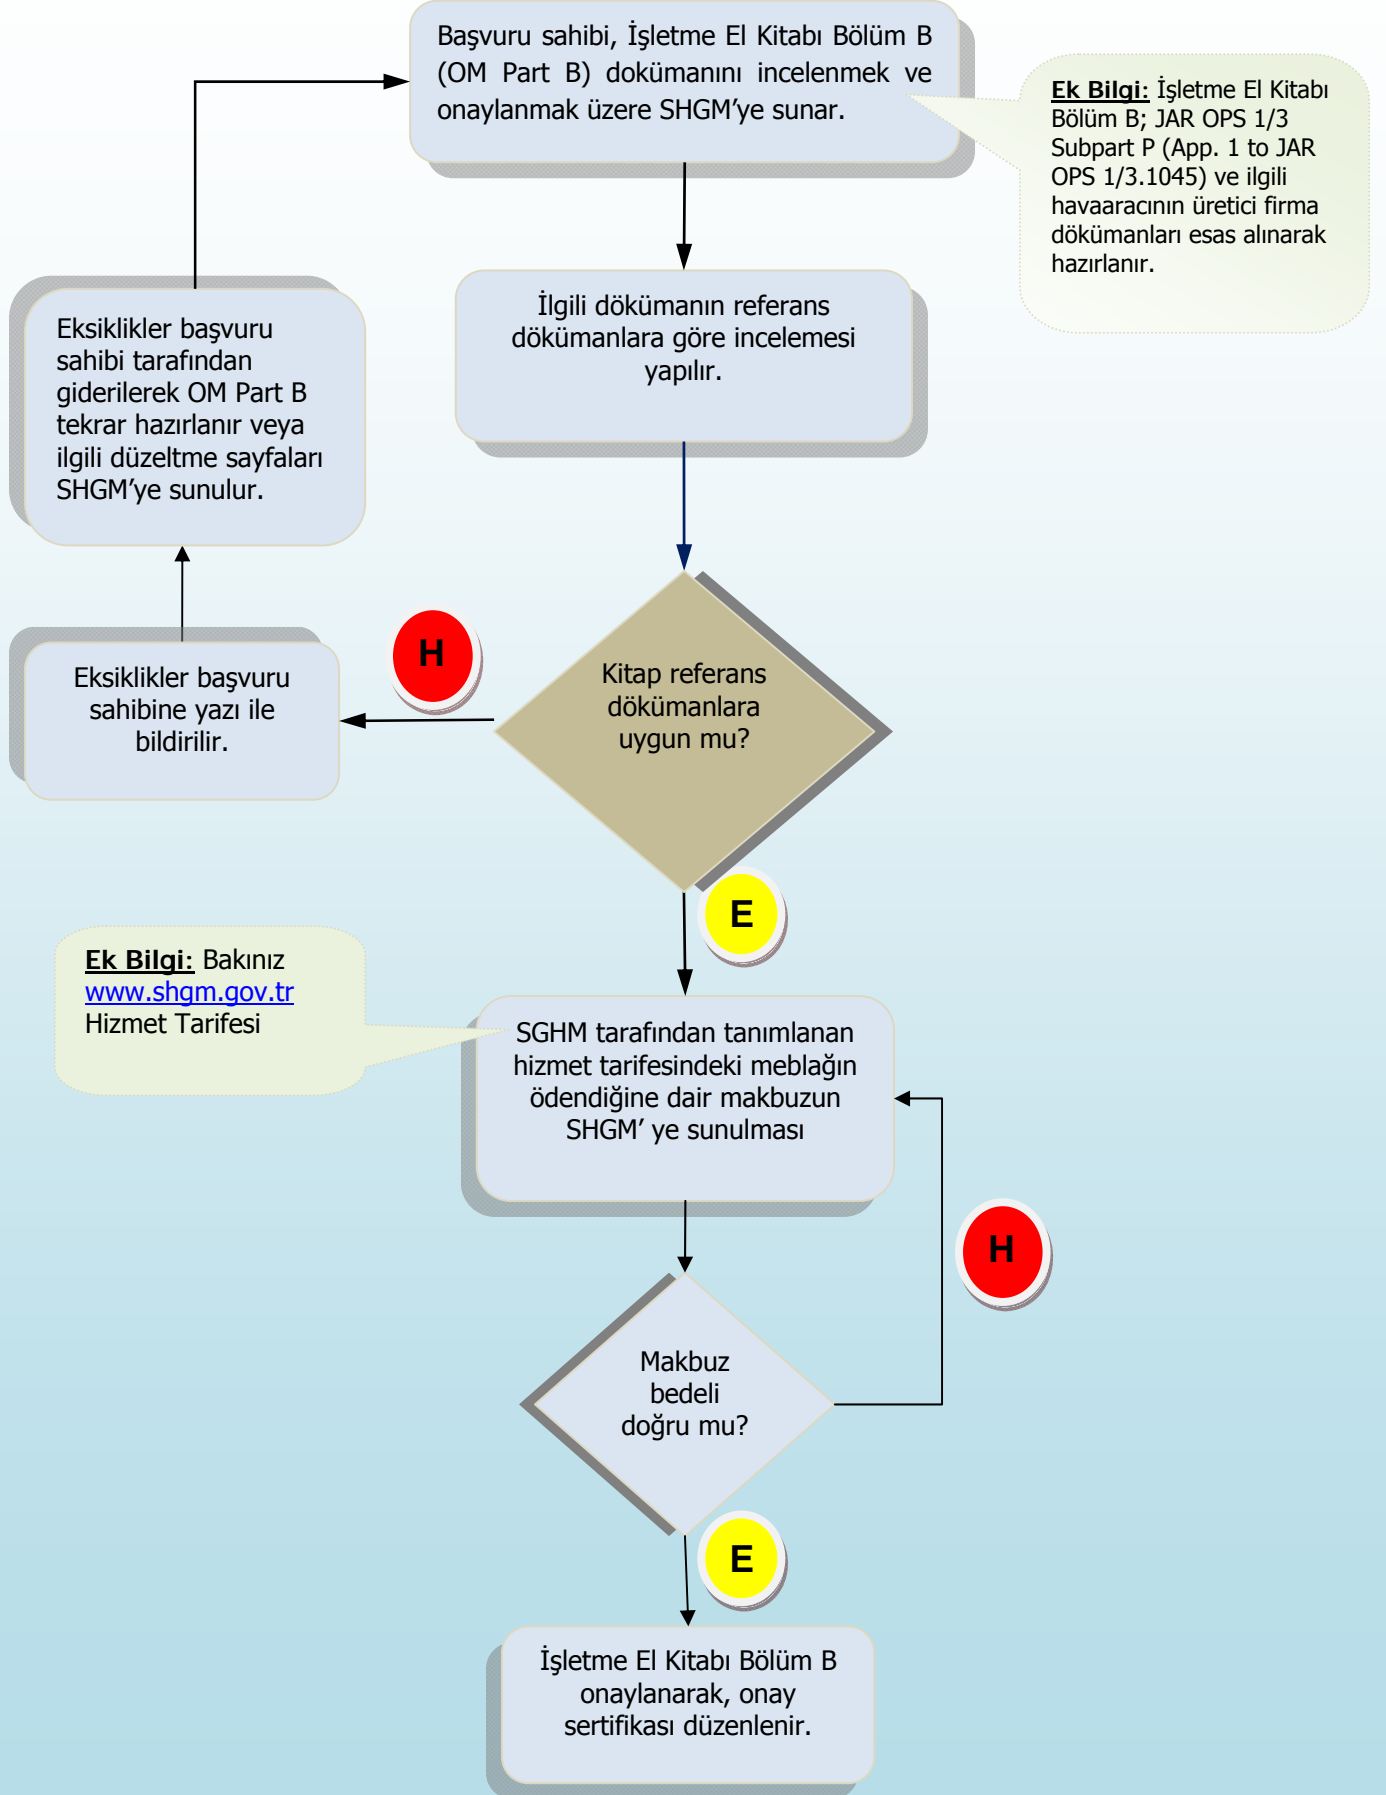 Başvuru sahibi, İşletme El Kitabı Bölüm B
(OM Part B) dokümanını incelenmek ve
onaylanmak üzere SHGM’ye sunar.
Ek Bilgi: İşletme El Kitabı
Bölüm B; JAR OPS 1/3
Subpart P (App. 1 to JAR
OPS 1/3.1045) ve ilgili
havaaracının üretici firma
dökümanları esas alınarak
hazırlanır.
İlgili dökümanın referans
dökümanlara göre incelemesi
yapılır.
Eksiklikler başvuru
sahibi tarafından
giderilerek OM Part B
tekrar hazırlanır veya
ilgili düzeltme sayfaları
SHGM’ye sunulur.
H
Kitap referans
dökümanlara
uygun mu?
Eksiklikler başvuru
sahibine yazı ile
bildirilir.
E
Ek Bilgi: Bakınız
www.shgm.gov.tr
Hizmet Tarifesi
SGHM tarafından tanımlanan
hizmet tarifesindeki meblağın
ödendiğine dair makbuzun
SHGM’ ye sunulması
H
Makbuz
bedeli
doğru mu?
E
İşletme El Kitabı Bölüm B
onaylanarak, onay
sertifikası düzenlenir.